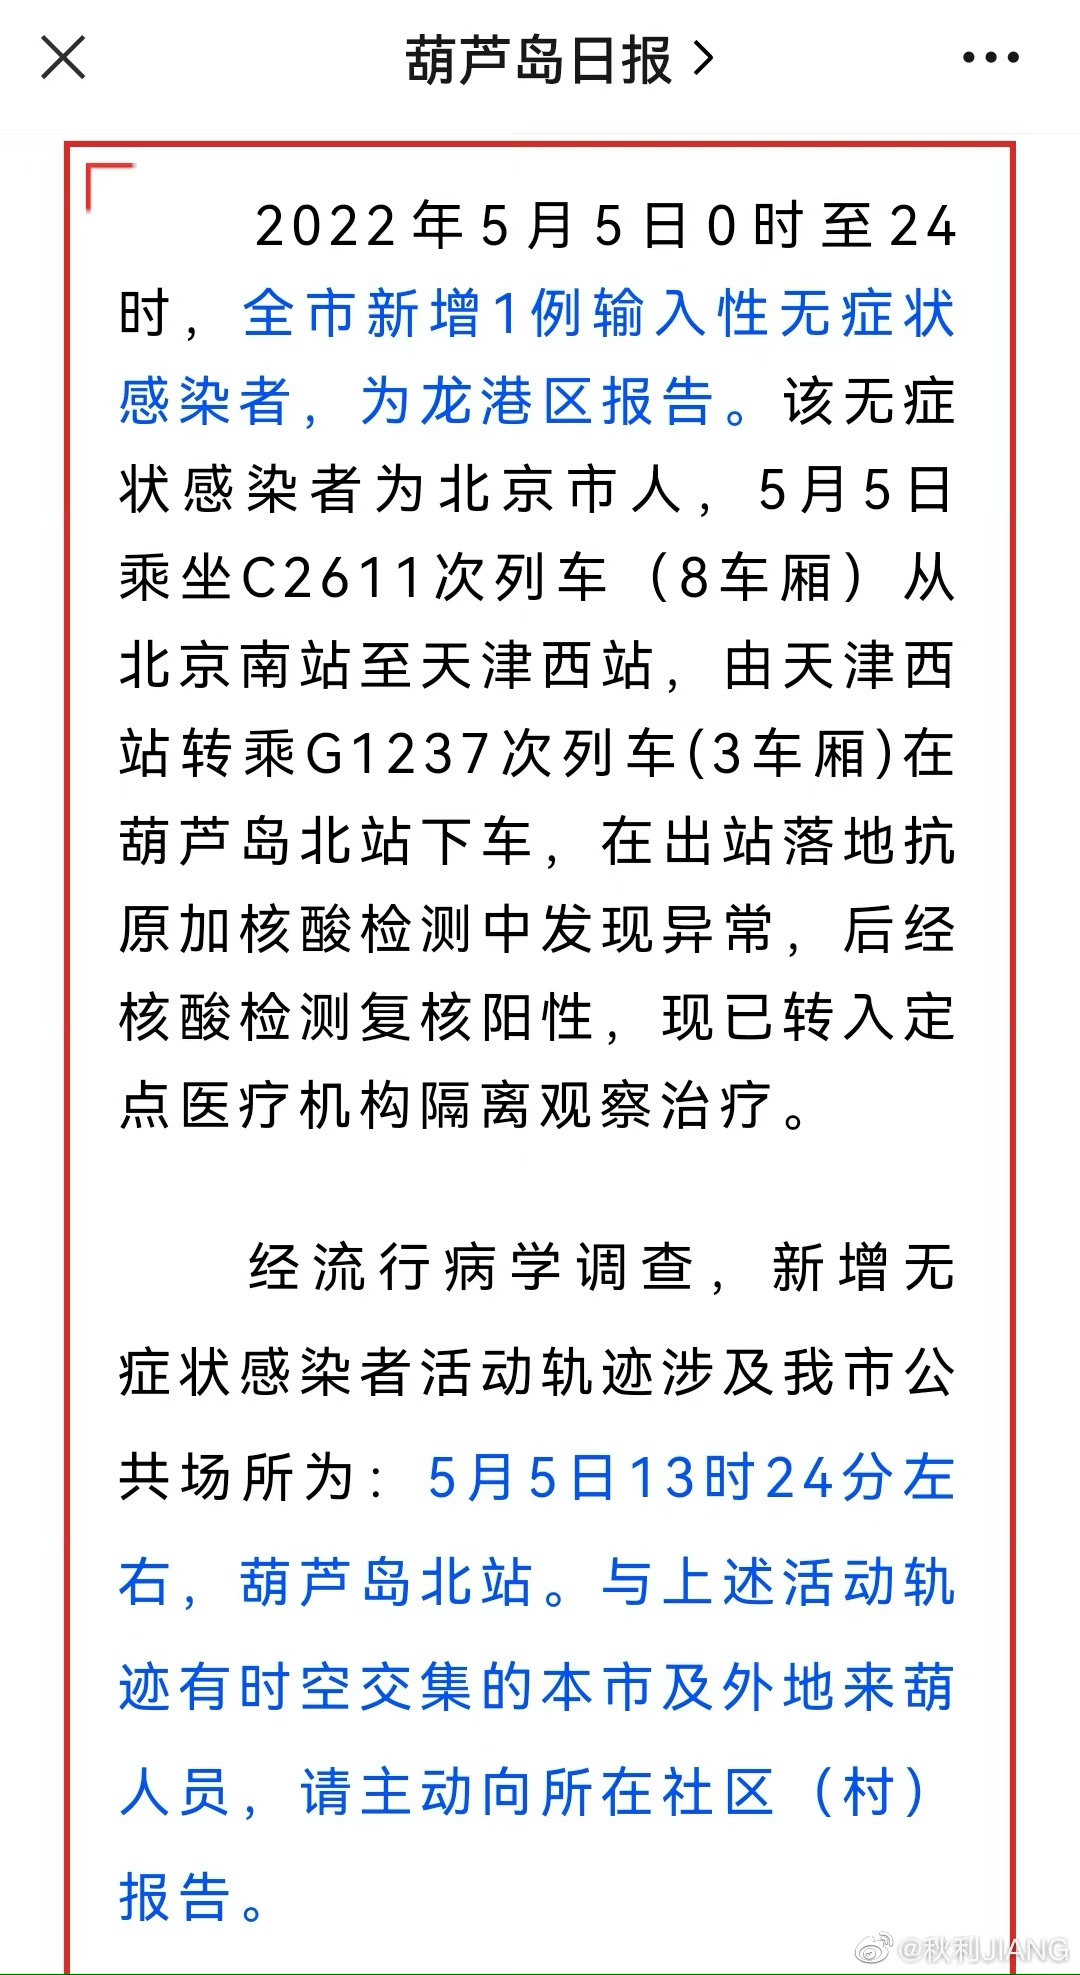 葫芦岛日报
2022年5月5日0时至24
时，全市新增1例输入性无症状
感染者，为龙港区报告。该无症
状感染者为北京市人，5月5日
乘坐C2611次列车（8车厢）从
北京南站至天津西站，由天津西
站转乘G1237次列车(3车厢)在
葫芦岛北站下车，在出站落地抗
原加核酸检测中发现异常，后经
核酸检测复核阳性，现已转入定
点医疗机构隔离观察治疗。
经流行病学调查，新增无
症状感染者活动轨迹涉及我市公
共场所为：5月5日13时24分左
右，葫芦岛北站。与上述活动轨
迹有时空交集的本市及外地来葫
人员，请主动向所在社区（村）
报告。
@秋利JIANG